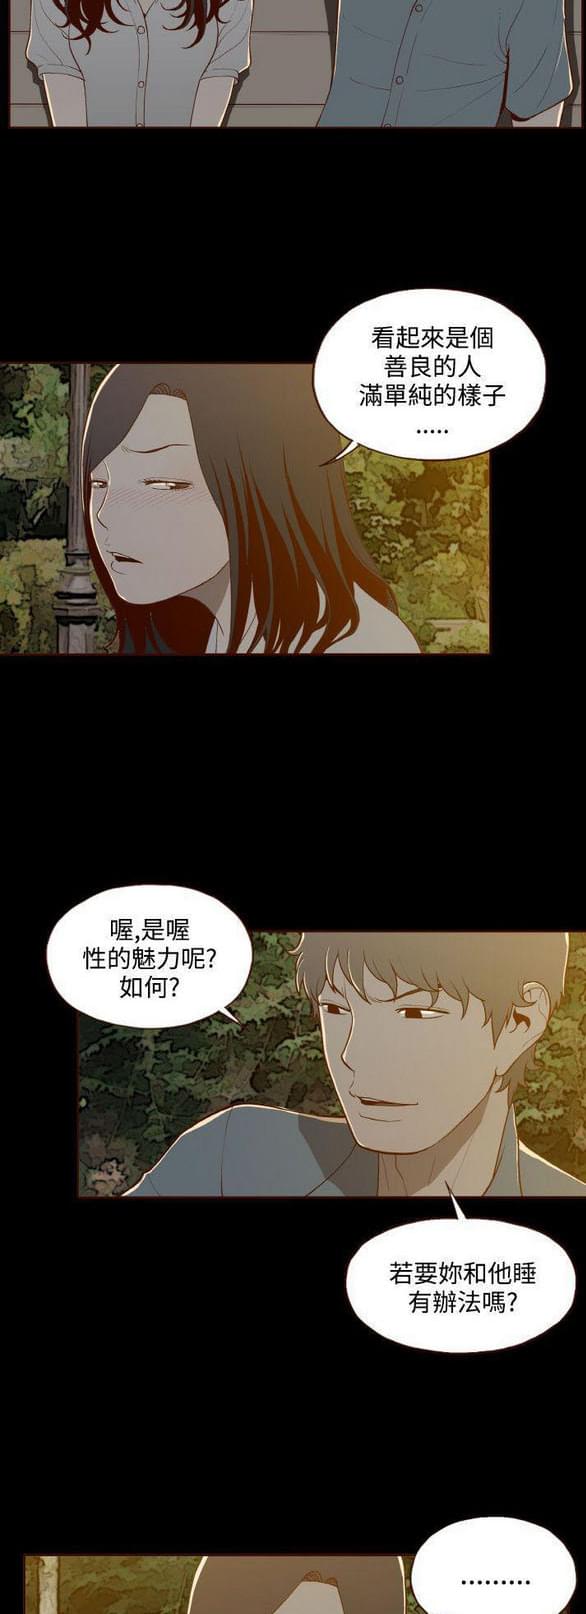 看起來是個
善良的人
滿單純的樣子
.....
喔,是喔
性的魅力呢?
如何?
若要妳和他睡
有辦法嗎?
.........